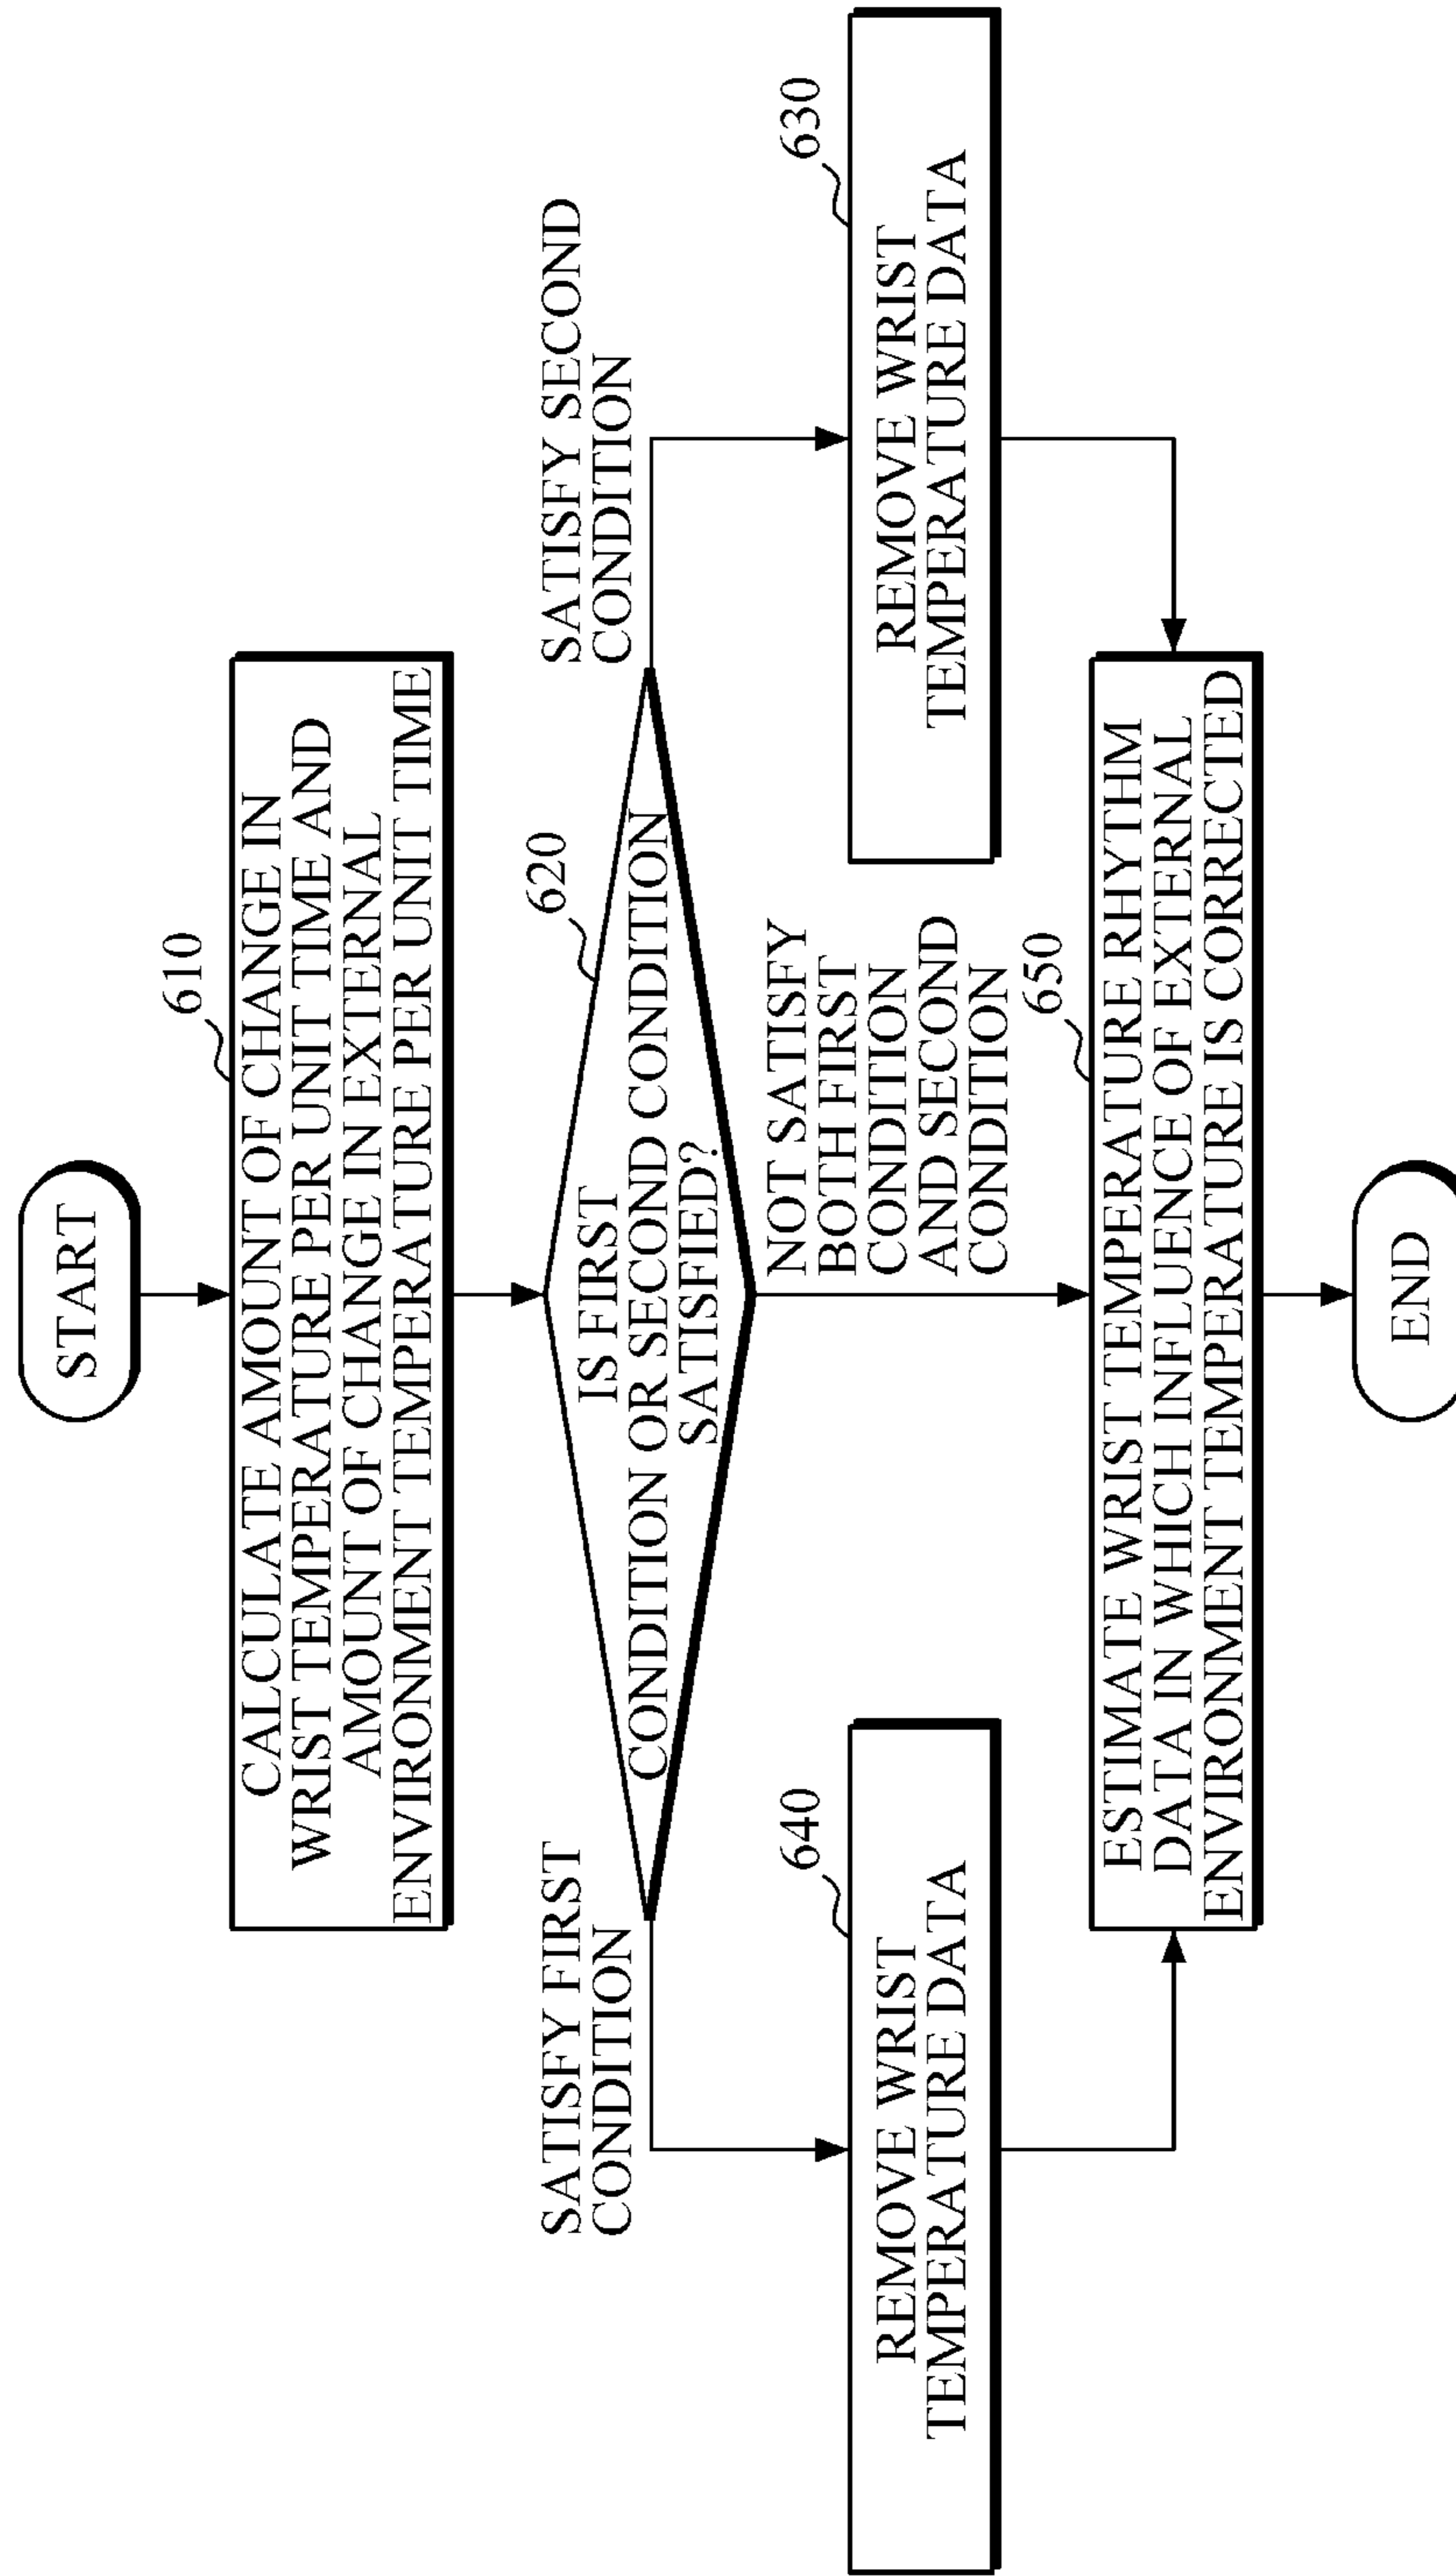 START
610
CALCULATE AMOUNT OF CHANGE IN
WRIST TEMPERATURE PER UNIT TIME AND
AMOUNT OF CHANGE IN EXTERNAL
ENVIRONMENT TEMPERATURE PER UNIT TIME
620
IS FIRST
CONDITION OR SECOND CONDITION
SATISFIED?
SATISFY FIRST
CONDITION
SATISFY SECOND
CONDITION
NOT SATISFY
BOTH FIRST
CONDITION
AND SECOND
CONDITION
640
REMOVE WRIST
TEMPERATURE DATA
630
REMOVE WRIST
TEMPERATURE DATA
650
ESTIMATE WRIST TEMPERATURE RHYTHM
DATA IN WHICH INFLUENCE OF EXTERNAL
ENVIRONMENT TEMPERATURE IS CORRECTED
END